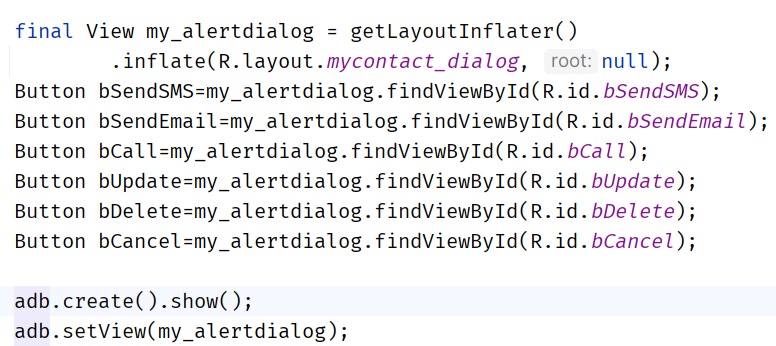 final View my_alertdialog = getLayoutInflater()
.inflate(R.layout.mycontact_dialog, root: null);
Button bSendSMS=my_alertdialog.findViewById(R.id.bSendSMS);
Button bSendEmail=my_alertdialog.findViewById(R.id.bSendEmail);
Button bCall=my_alertdialog.findViewById(R.id.bCall);
Button bUpdate=my_alertdialog.findViewById(R.id.bUpdate);
Button bDelete=my_alertdialog.findViewById(R.id.bDelete);
Button bCancel=my_alertdialog.findViewById(R.id.bCancel);
adb.create().show();
adb.setView(my_alertdialog);